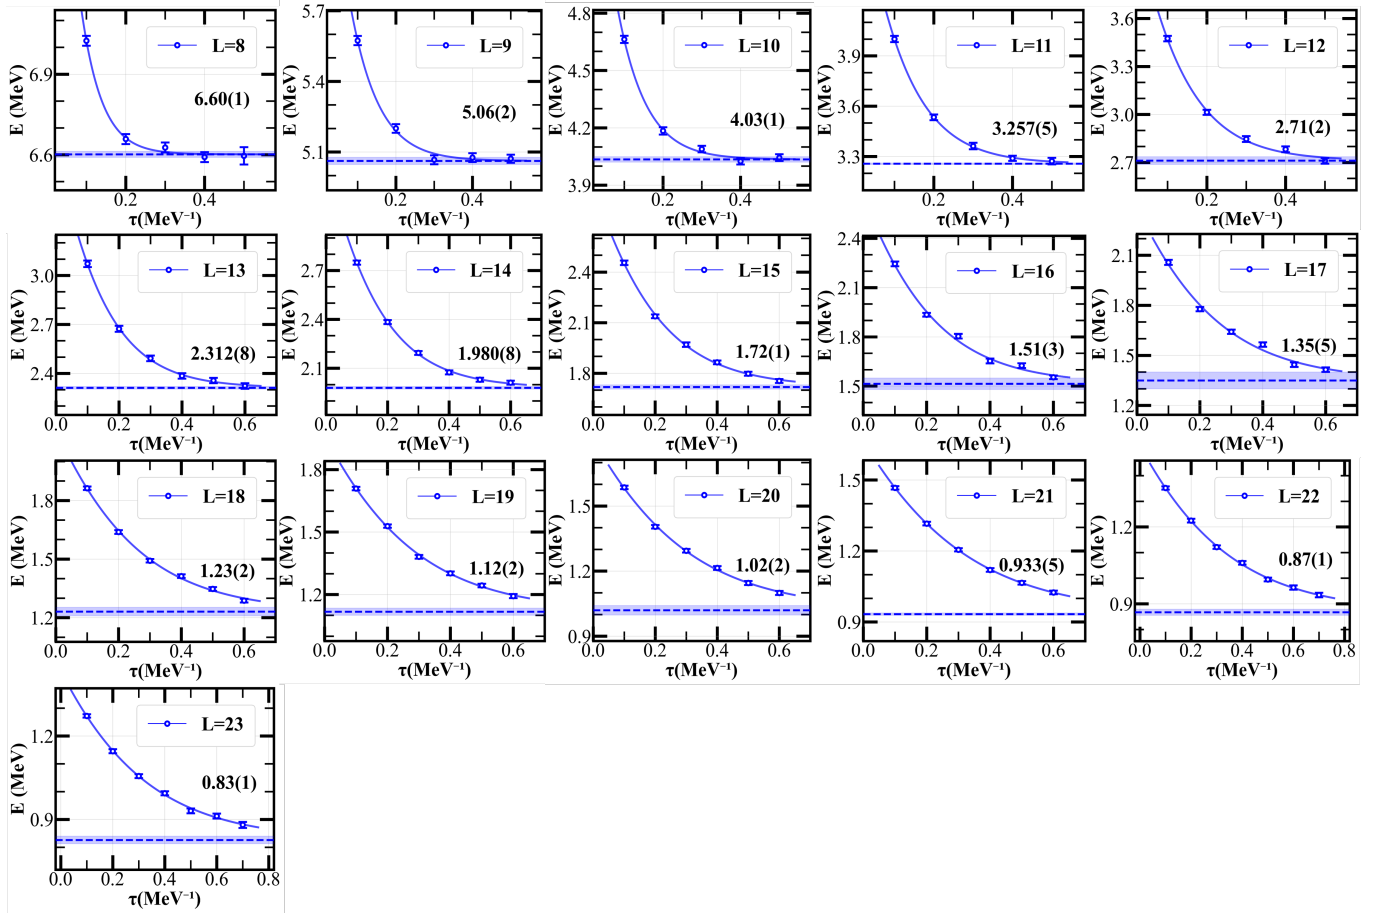 L=8
6.60(1)
6.9
6.6
0.2
0.4
E (MeV)
τ(MeV⁻¹)
L=9
5.06(2)
5.7
5.4
5.1
0.2
0.4
E (MeV)
τ(MeV⁻¹)
L=10
4.03(1)
4.8
4.5
4.2
3.9
0.2
0.4
E (MeV)
τ(MeV⁻¹)
L=11
3.257(5)
3.9
3.6
3.3
0.2
0.4
E (MeV)
τ(MeV⁻¹)
L=12
2.71(2)
3.6
3.3
3.0
2.7
0.2
0.4
E (MeV)
τ(MeV⁻¹)
L=13
2.312(8)
3.0
2.7
2.4
0.0
0.2
0.4
0.6
E (MeV)
τ(MeV⁻¹)
L=14
1.980(8)
2.7
2.4
2.1
0.0
0.2
0.4
0.6
E (MeV)
τ(MeV⁻¹)
L=15
1.72(1)
2.4
2.1
1.8
0.0
0.2
0.4
0.6
E (MeV)
τ(MeV⁻¹)
L=16
1.51(3)
2.4
2.1
1.8
1.5
0.0
0.2
0.4
0.6
E (MeV)
τ(MeV⁻¹)
L=17
1.35(5)
2.1
1.8
1.5
1.2
0.0
0.2
0.4
0.6
E (MeV)
τ(MeV⁻¹)
L=18
1.23(2)
1.8
1.5
1.2
0.0
0.2
0.4
0.6
E (MeV)
τ(MeV⁻¹)
L=19
1.12(2)
1.8
1.5
1.2
0.0
0.2
0.4
0.6
E (MeV)
τ(MeV⁻¹)
L=20
1.02(2)
1.5
1.2
0.9
0.0
0.2
0.4
0.6
E (MeV)
τ(MeV⁻¹)
L=21
0.933(5)
1.5
1.2
0.9
0.0
0.2
0.4
0.6
E (MeV)
τ(MeV⁻¹)
L=22
0.87(1)
1.2
0.9
0.0
0.2
0.4
0.6
0.8
E (MeV)
τ(MeV⁻¹)
L=23
0.83(1)
1.2
0.9
0.0
0.2
0.4
0.6
0.8
E (MeV)
τ(MeV⁻¹)